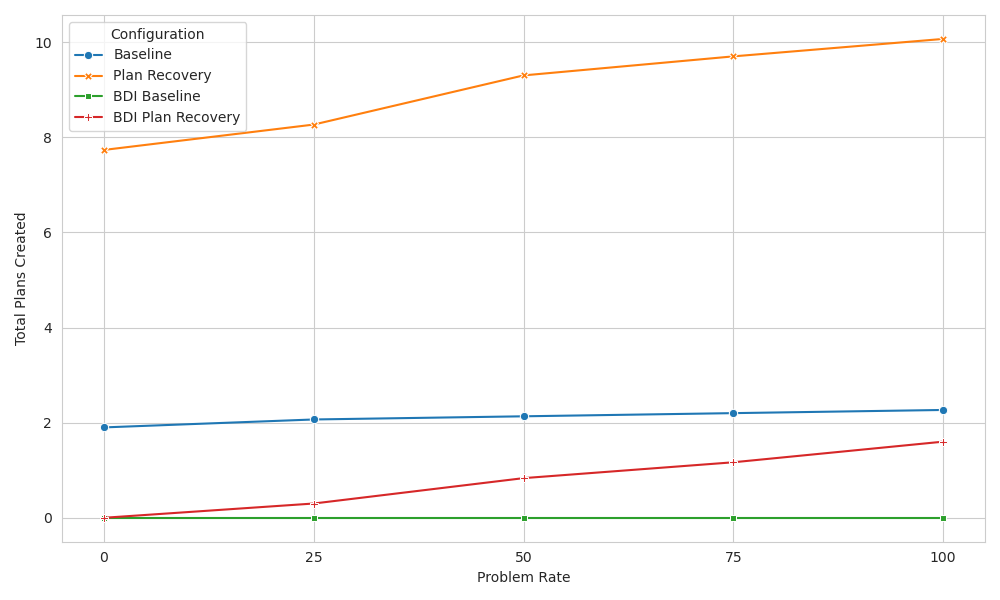 Configuration
Baseline
Plan Recovery
BDI Baseline
BDI Plan Recovery
Total Plans Created
10
8
6
4
2
0
0 25 50 75 100
Problem Rate